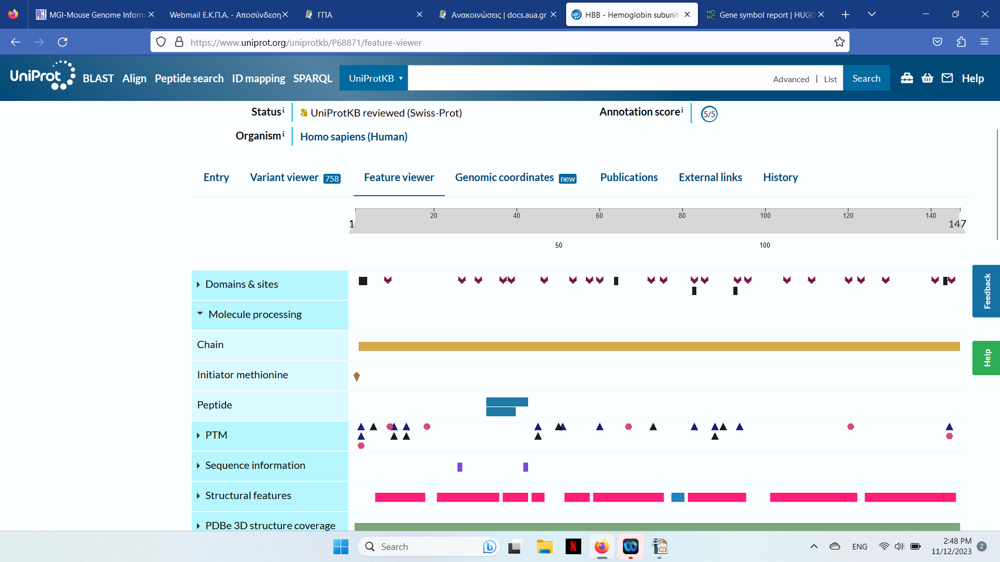 MGI-Mouse Genome Inform
Webmail Ε.Κ.Π.Α. - Αποσύνδεση
ΓΠΑ
Ανακοινώσεις | docs.aua.gr
HBB - Hemoglobin subunit
Gene symbol report | HUGO
https://www.uniprot.org/uniprotkb/P68871/feature-viewer
UniProt BLAST Align Peptide search ID mapping SPARQL UniProtKB Advanced | List Search Help
Status i UniProtKB reviewed (Swiss-Prot) Annotation score i 5/5
Organism i Homo sapiens (Human)
Entry Variant viewer 758 Feature viewer Genomic coordinates new Publications External links History
20 40 60 80 100 120 140
1 147
50 100
Domains & sites
Feedback
Molecule processing
Chain
Help
Initiator methionine
Peptide
PTM
Sequence information
Structural features
PDBe 3D structure coverage
Search ENG 2:48 PM
11/12/2023 2